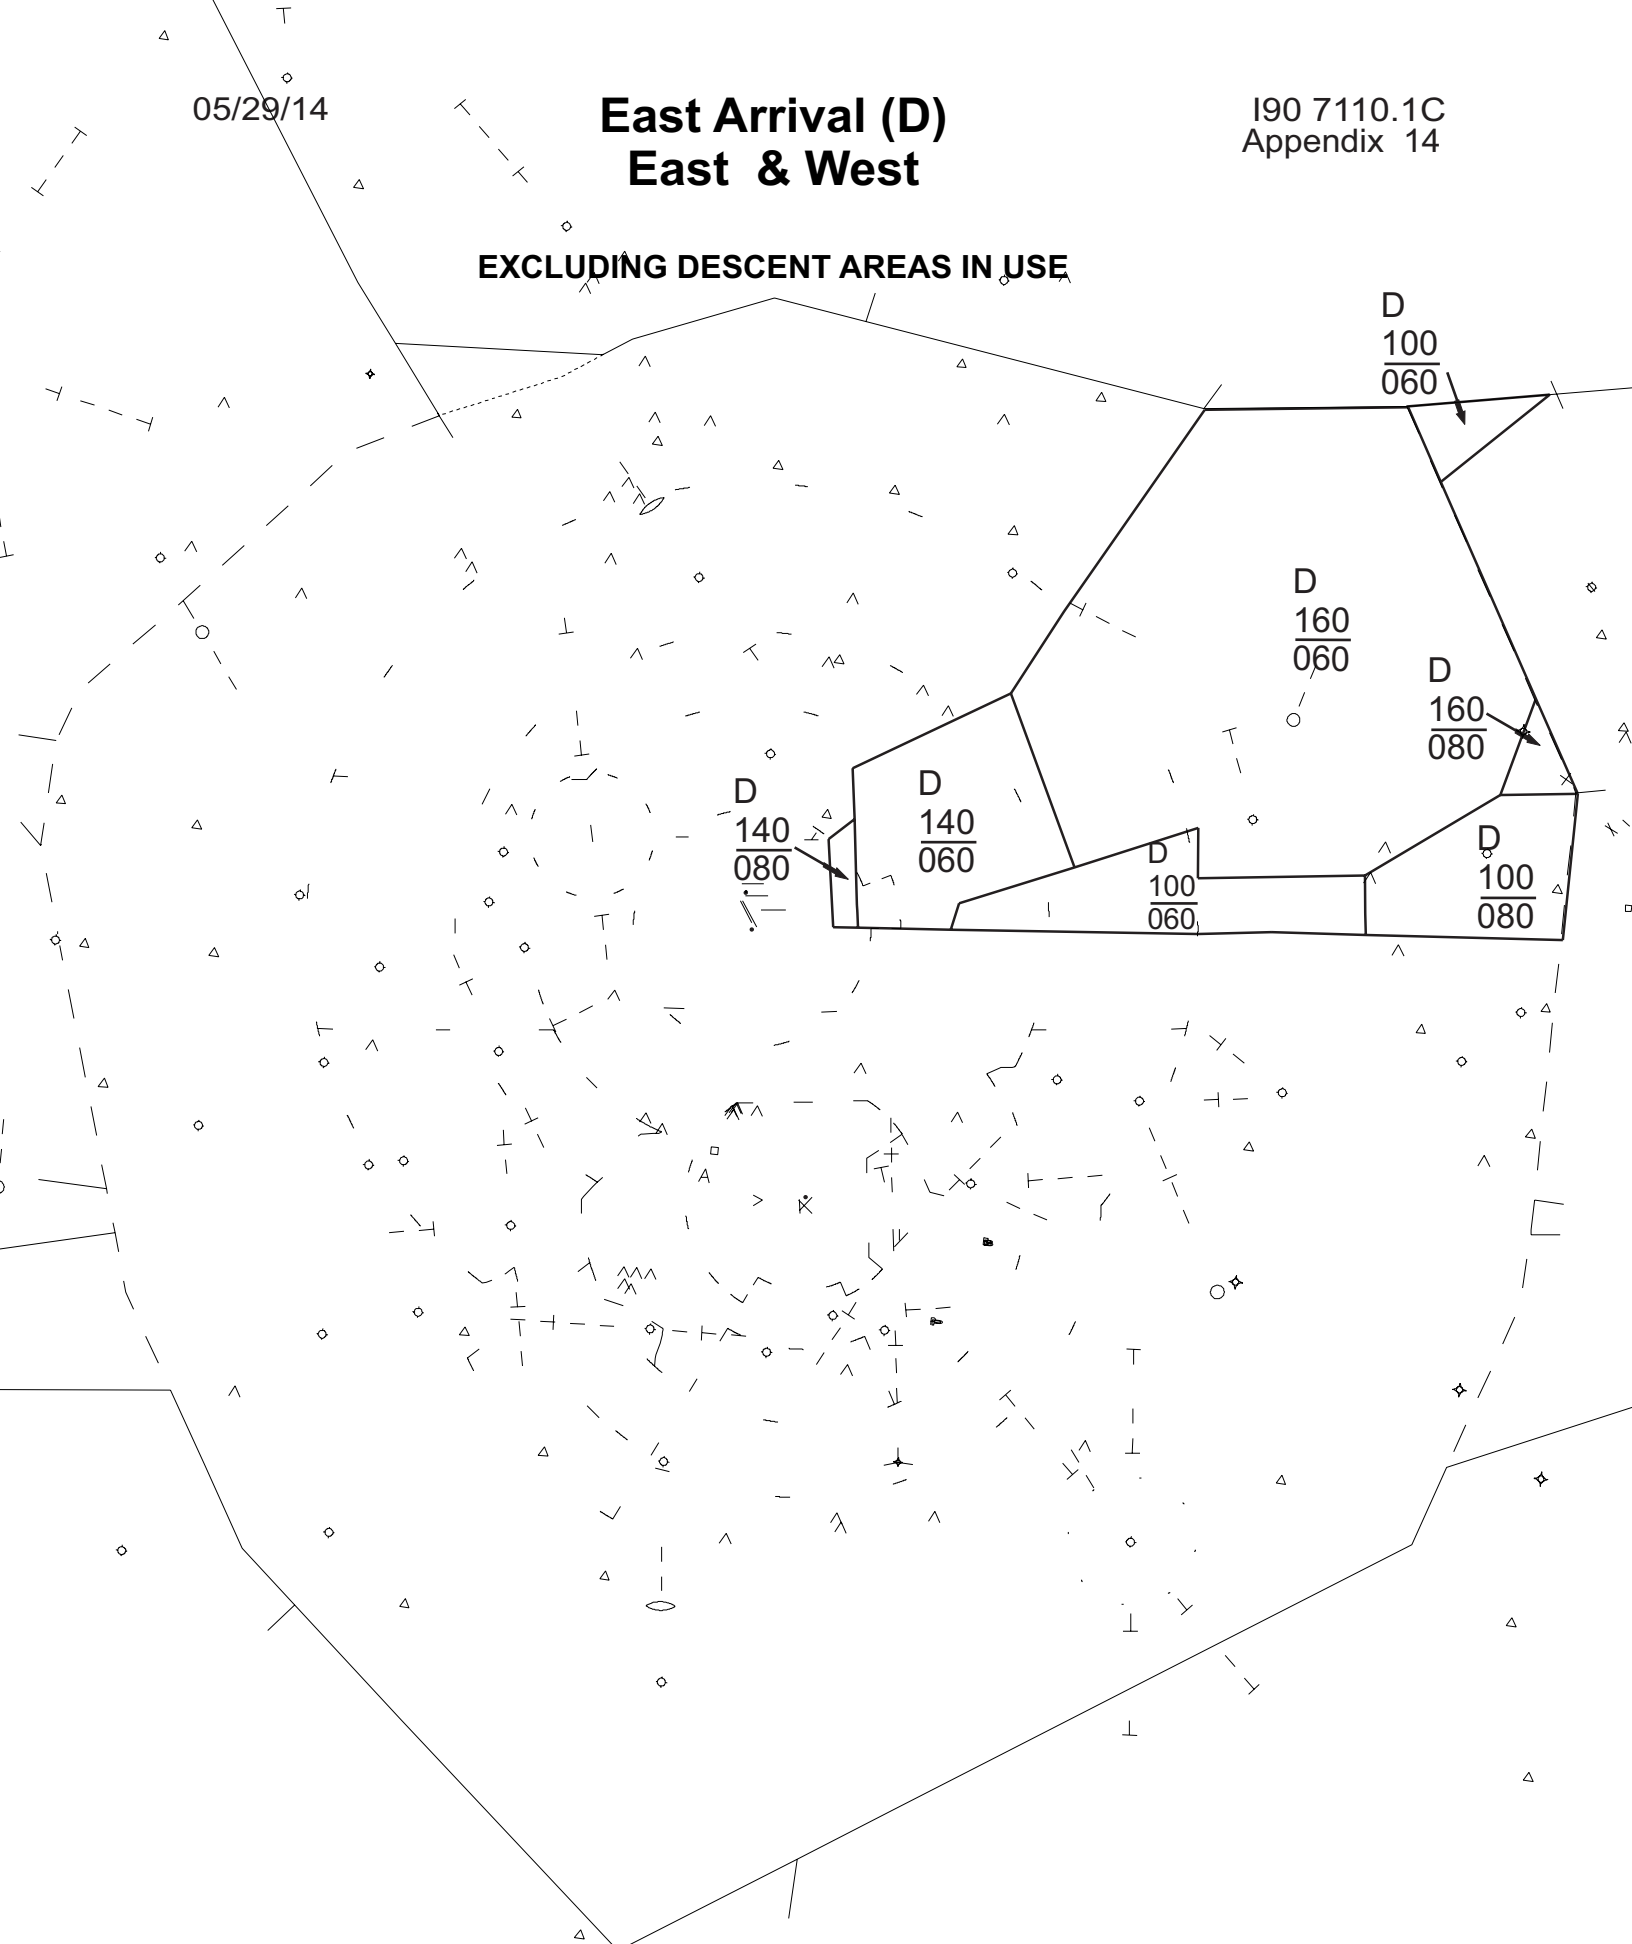 05/29/14
East Arrival (D)
East & West
I90 7110.1C
Appendix 14
EXCLUDING DESCENT AREAS IN USE
D
100
060
D
160
060
D
160
080
D
140
080
D
140
060
D
100
060
D
100
080